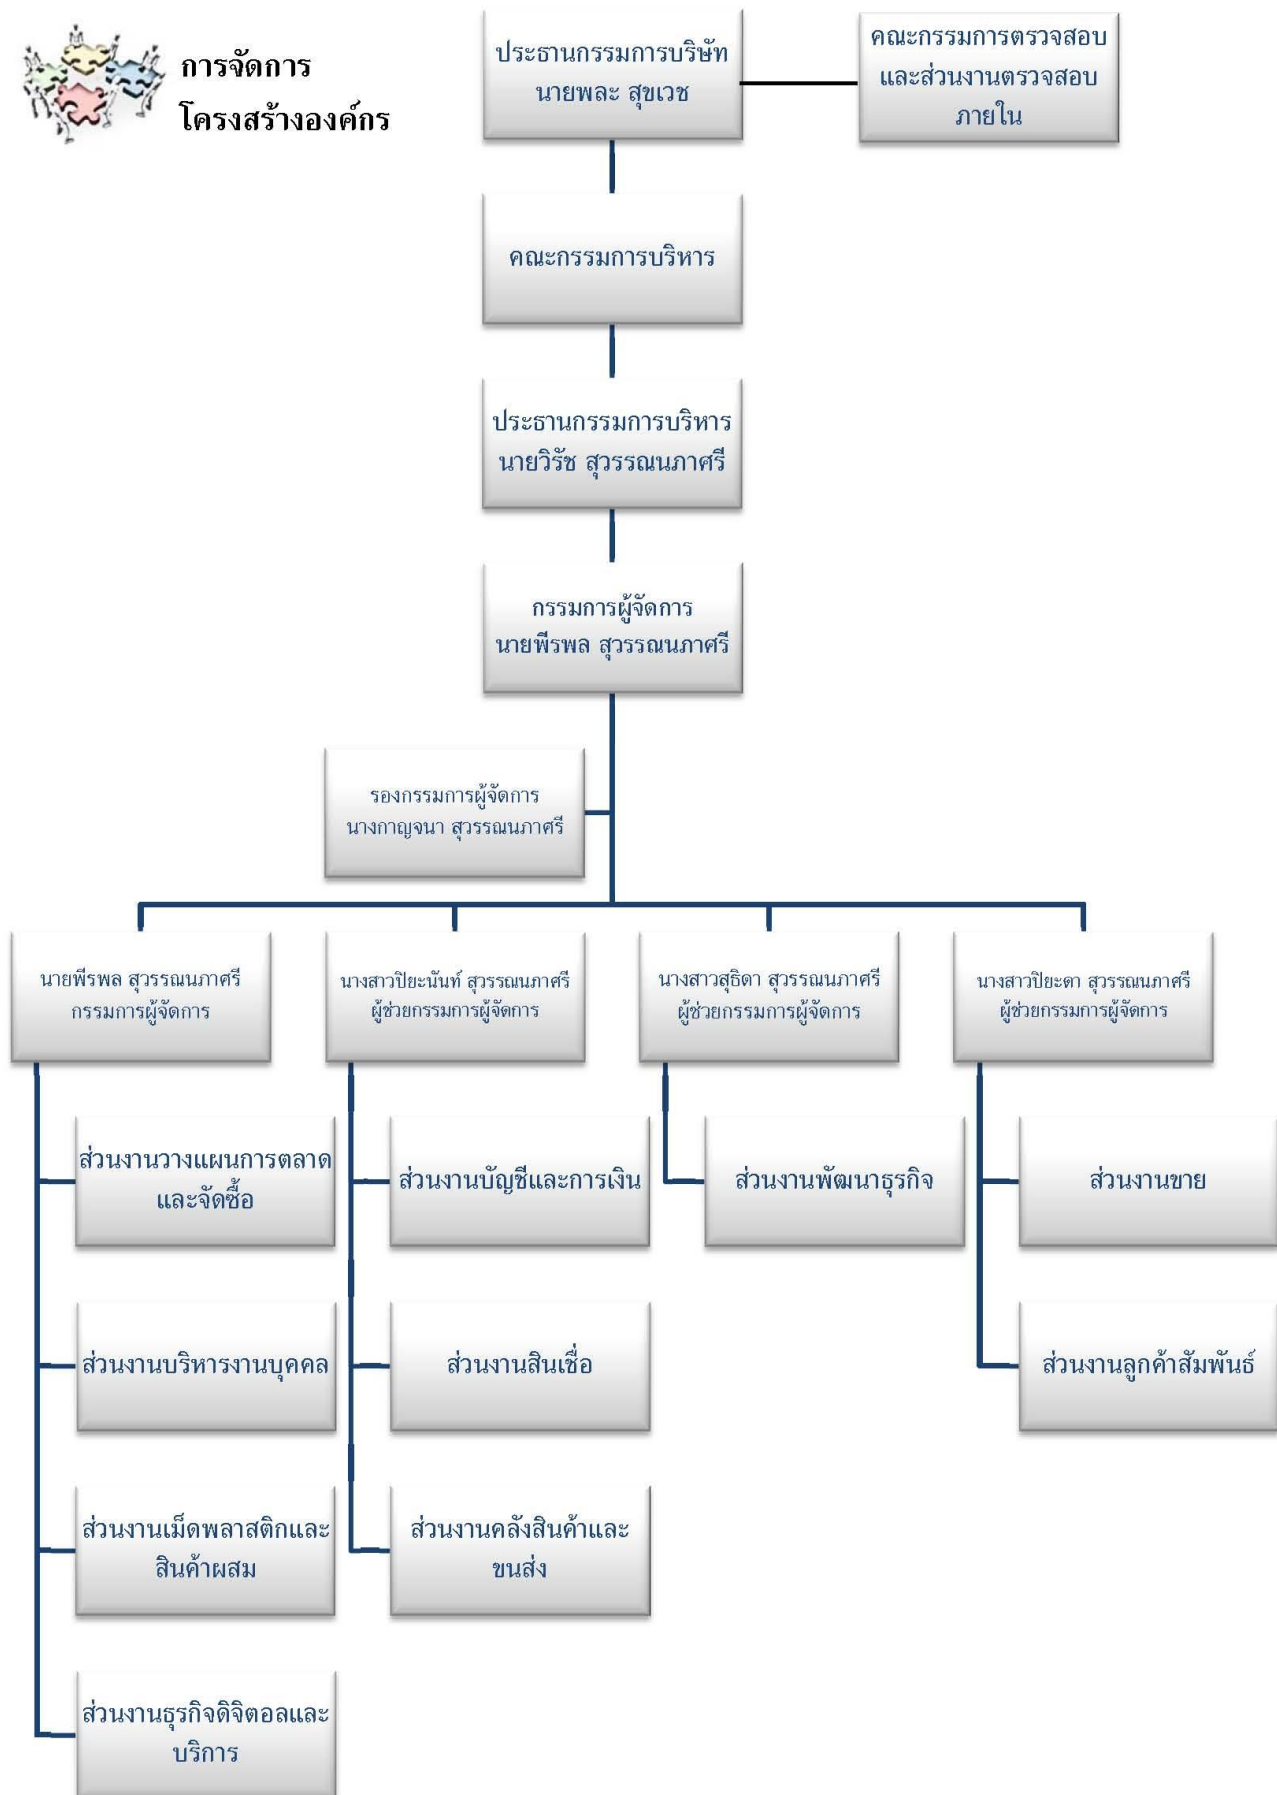 การจัดการ
โครงสร้างองค์กร
ประธานกรรมการบริษัท
นายพละ สุขเวช
คณะกรรมการตรวจสอบ
และส่วนงานตรวจสอบ
ภายใน
คณะกรรมการบริหาร
ประธานกรรมการบริหาร
นายวิรัช สุวรรณนภาศรี
กรรมการผู้จัดการ
นายพีรพล สุวรรณนภาศรี
รองกรรมการผู้จัดการ
นางกาญจนา สุวรรณนภาศรี
นายพีรพล สุวรรณนภาศรี
กรรมการผู้จัดการ
นางสาวปิยะนันท์ สุวรรณนภาศรี
ผู้ช่วยกรรมการผู้จัดการ
นางสาวสุธิดา สุวรรณนภาศรี
ผู้ช่วยกรรมการผู้จัดการ
นางสาวปิยะดา สุวรรณนภาศรี
ผู้ช่วยกรรมการผู้จัดการ
ส่วนงานวางแผนการตลาด
และจัดซื้อ
ส่วนงานบัญชีและการเงิน
ส่วนงานพัฒนาธุรกิจ
ส่วนงานขาย
ส่วนงานบริหารงานบุคคล
ส่วนงานสินเชื่อ
ส่วนงานลูกค้าสัมพันธ์
ส่วนงานเม็ดพลาสติกและ
สินค้าผสม
ส่วนงานคลังสินค้าและ
ขนส่ง
ส่วนงานธุรกิจดิจิตอลและ
บริการ